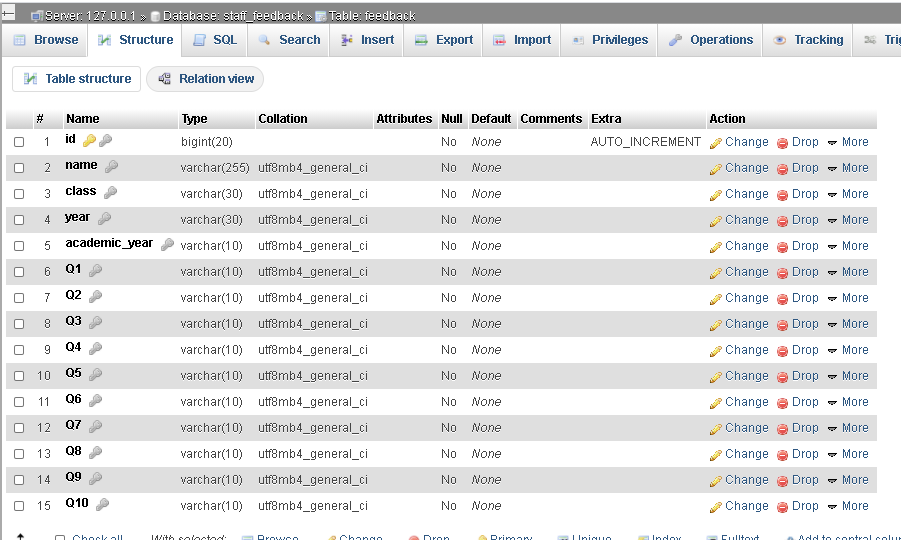 Server: 127.0.0.1 » Database: staff_feedback » Table: feedback
Browse Structure SQL Search Insert Export Import Privileges Operations Tracking
Table structure Relation view
# Name Type Collation Attributes Null Default Comments Extra Action
1 id bigint(20) No None AUTO_INCREMENT Change Drop More
2 name varchar(255) utf8mb4_general_ci No None Change Drop More
3 class varchar(30) utf8mb4_general_ci No None Change Drop More
4 year varchar(30) utf8mb4_general_ci No None Change Drop More
5 academic_year varchar(10) utf8mb4_general_ci No None Change Drop More
6 Q1 varchar(10) utf8mb4_general_ci No None Change Drop More
7 Q2 varchar(10) utf8mb4_general_ci No None Change Drop More
8 Q3 varchar(10) utf8mb4_general_ci No None Change Drop More
9 Q4 varchar(10) utf8mb4_general_ci No None Change Drop More
10 Q5 varchar(10) utf8mb4_general_ci No None Change Drop More
11 Q6 varchar(10) utf8mb4_general_ci No None Change Drop More
12 Q7 varchar(10) utf8mb4_general_ci No None Change Drop More
13 Q8 varchar(10) utf8mb4_general_ci No None Change Drop More
14 Q9 varchar(10) utf8mb4_general_ci No None Change Drop More
15 Q10 varchar(10) utf8mb4_general_ci No None Change Drop More
Check all With selected: Browse Change Drop Primary Unique Index Fulltext Add to central